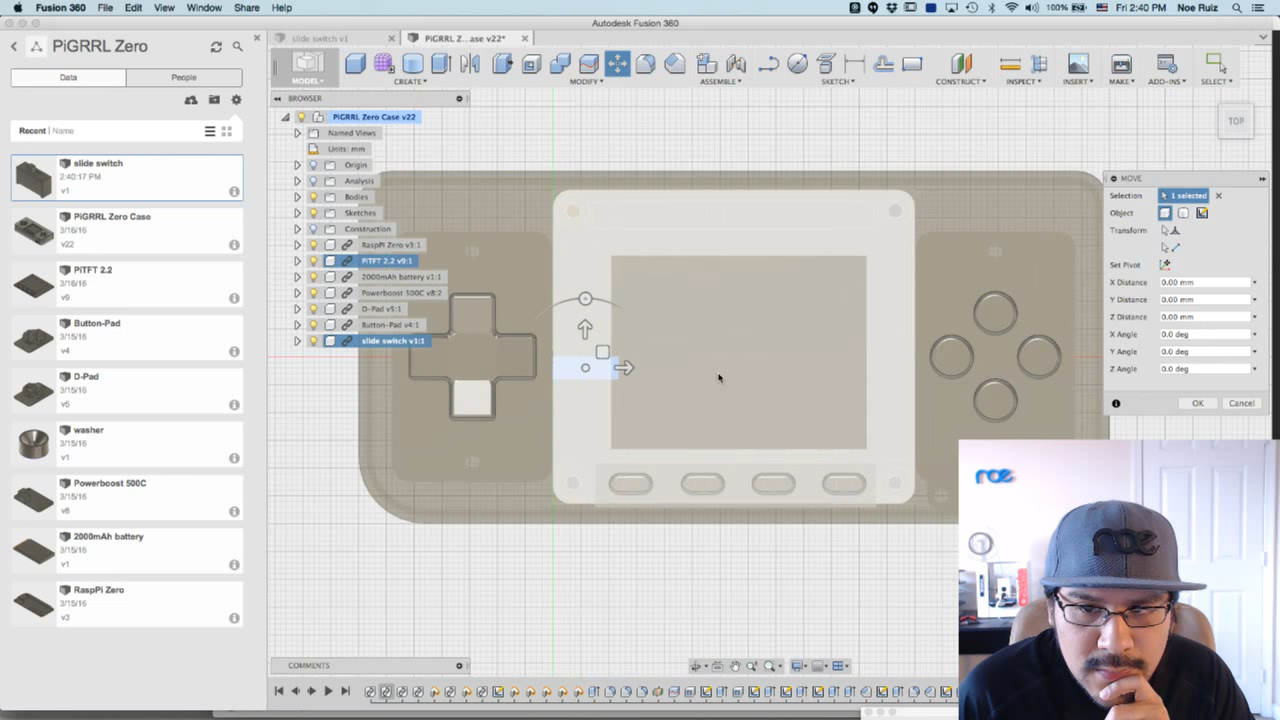 Fusion 360 File Edit View Window Share Help
100% Fri 2:40 PM Noe Ruiz
Autodesk Fusion 360
PiGRRL Zero
slide switch v1
PiGRRL Z...ase v22*
Data People
MODEL
CREATE
MODIFY
ASSEMBLE
SKETCH
CONSTRUCT
INSPECT
INSERT
MAKE
ADD-INS
SELECT
Recent Name
slide switch
2:40:17 PM
v1
PiGRRL Zero Case
3/16/16
v22
PiTFT 2.2
3/16/16
v9
Button-Pad
3/15/16
v4
D-Pad
3/15/16
v5
washer
3/15/16
v1
Powerboost 500C
3/15/16
v8
2000mAh battery
3/15/16
v1
RaspPi Zero
3/15/16
v3
BROWSER
PiGRRL Zero Case v22
Named Views
Units: mm
Origin
Analysis
Bodies
Sketches
Construction
RaspPi Zero v3:1
PiTFT 2.2 v9:1
2000mAh battery v1:1
Powerboost 500C v8:2
D-Pad v5:1
Button-Pad v4:1
slide switch v1:1
TOP
MOVE
Selection 1 selected
Object
Transform
Set Pivot
X Distance 0.00 mm
Y Distance 0.00 mm
Z Distance 0.00 mm
X Angle 0.0 deg
Y Angle 0.0 deg
Z Angle 0.0 deg
OK Cancel
COMMENTS
noe
noe